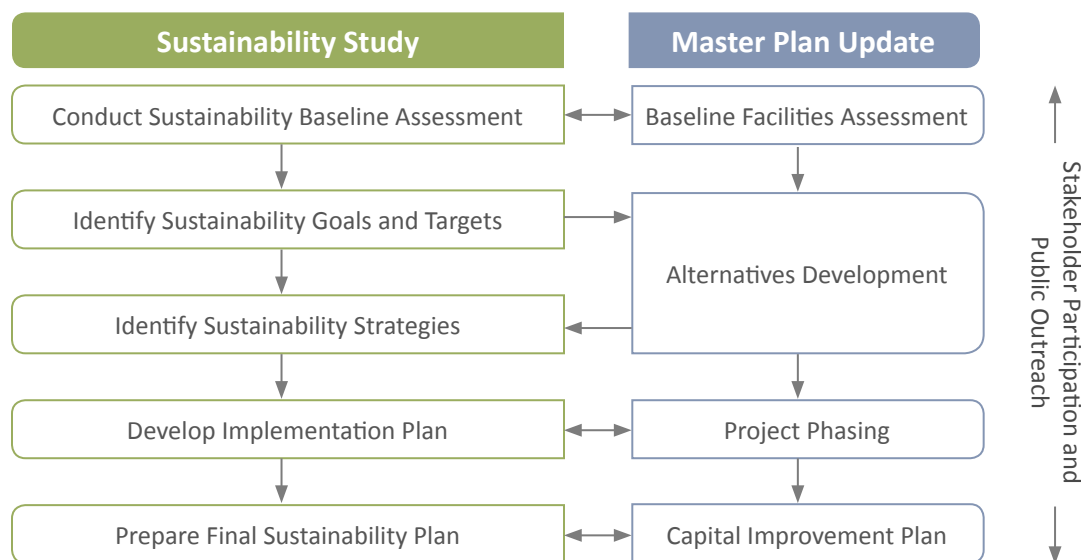 Sustainability Study
Master Plan Update
Conduct Sustainability Baseline Assessment
Baseline Facilities Assessment
Identify Sustainability Goals and Targets
Alternatives Development
Identify Sustainability Strategies
Develop Implementation Plan
Project Phasing
Prepare Final Sustainability Plan
Capital Improvement Plan
Stakeholder Participation and
Public Outreach